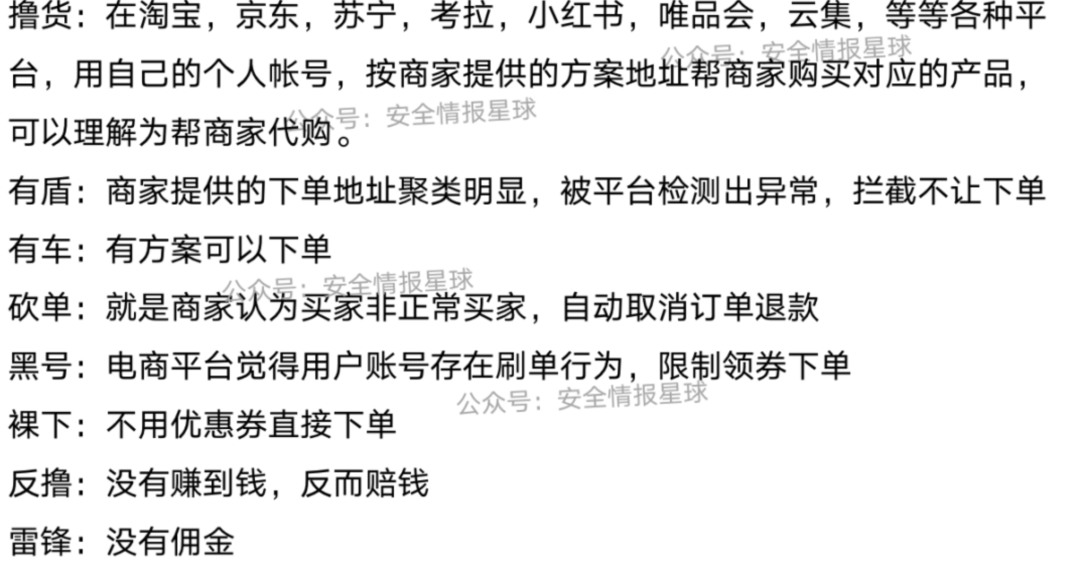 撸货：在淘宝，京东，苏宁，考拉，小红书，唯品会，云集，等等各种平
公众号：安全情报星球
台，用自己的个人帐号，按商家提供的方案地址帮商家购买对应的产品，
公众号：安全情报星球
可以理解为帮商家代购。
有盾：商家提供的下单地址聚类明显，被平台检测出异常，拦截不让下单
有车：有方案可以下单
公众号：安全情报星球
砍单：就是商家认为买家非正常买家，自动取消订单退款
黑号：电商平台觉得用户账号存在刷单行为，限制领券下单
公众号：安全情报星球
裸下：不用优惠券直接下单
反撸：没有赚到钱，反而赔钱
雷锋：没有佣金